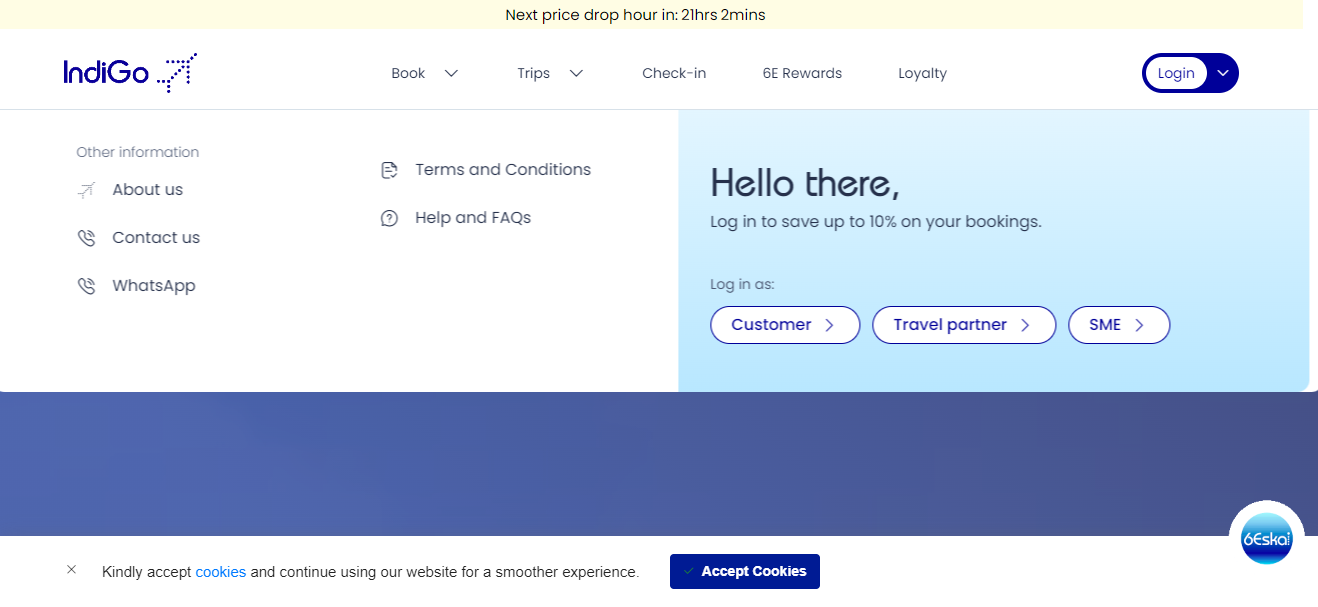 Next price drop hour in: 21hrs 2mins
IndiGo
Book
Trips
Check-in
6E Rewards
Loyalty
Login
Other information
About us
Contact us
WhatsApp
Terms and Conditions
Help and FAQs
Hello there,
Log in to save up to 10% on your bookings.
Log in as:
Customer
Travel partner
SME
6Eskai
Kindly accept cookies and continue using our website for a smoother experience.
Accept Cookies